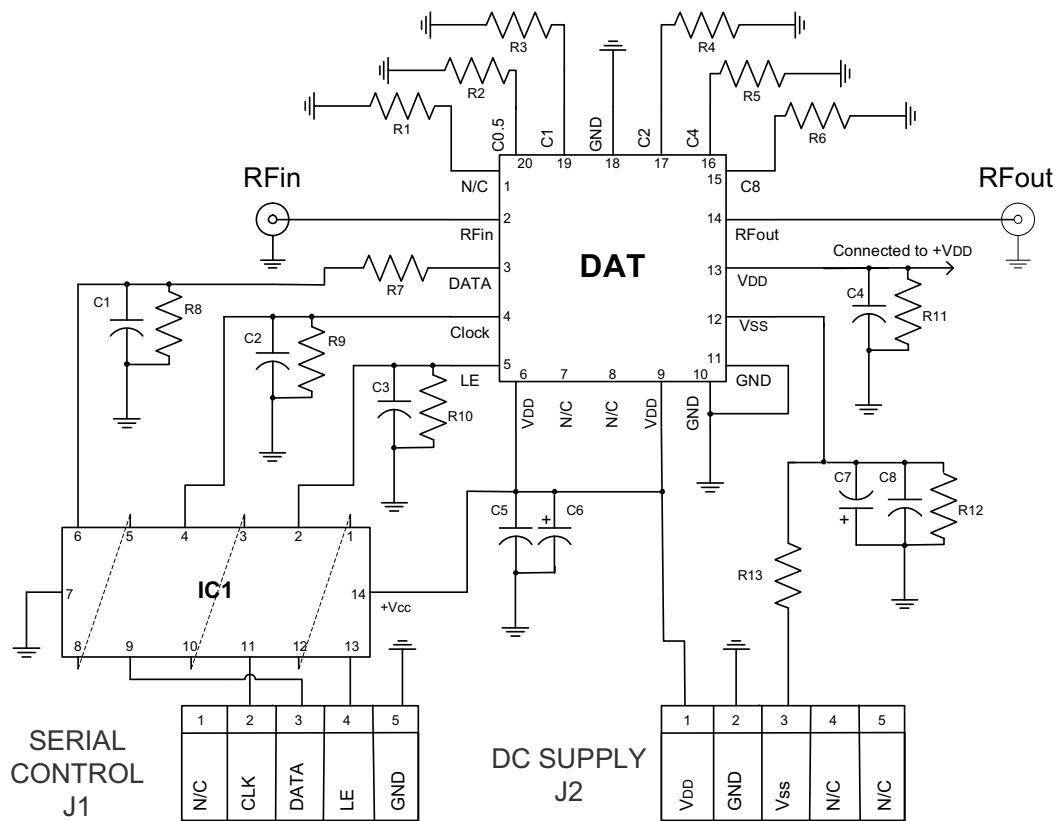 R3
R4
R2
R5
R1
R6
C0.5
C1
GND
C2
C4
20
19
18
17
16
N/C
1
15
C8
RFin
RFout
2
14
RFin
RFout
DAT
3
13
Connected to +VDD
R7
DATA
VDD
C1
R8
4
12
C4
R11
C2
R9
Clock
VSS
5
11
C3
R10
LE
6
7
8
9
10
GND
VDD
N/C
N/C
VDD
GND
C7
C8
R12
+
C5
+
C6
R13
6
5
4
3
2
1
7
IC1
14
+Vcc
8
9
10
11
12
13
SERIAL
CONTROL
J1
1
2
3
4
5
N/C
CLK
DATA
LE
GND
DC SUPPLY
J2
1
2
3
4
5
VDD
GND
Vss
N/C
N/C